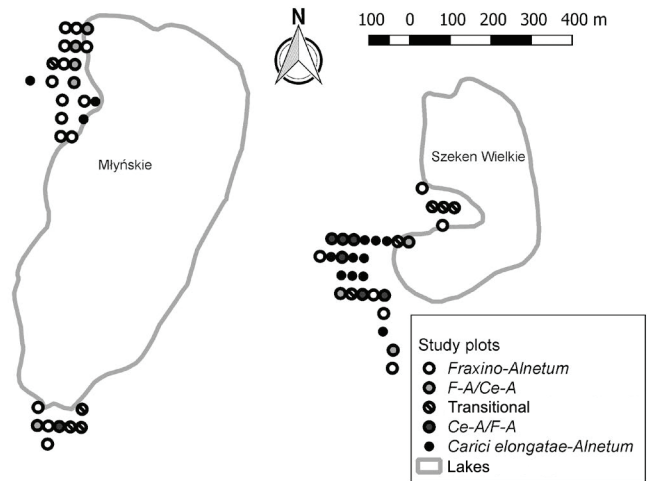 N
100 0 100 200 300 400 m
Młyńskie
Szeken Wielkie
Study plots
Fraxino-Alnetum
F-A/Ce-A
Transitional
Ce-A/F-A
Carici elongatae-Alnetum
Lakes